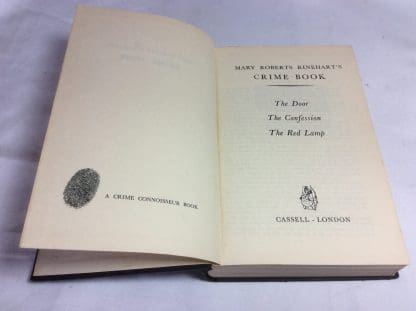 A CRIME CONNOISSEUR BOOK
MARY ROBERTS RINEHART'S
CRIME BOOK
The Door
The Confession
The Red Lamp
CASSELL · LONDON